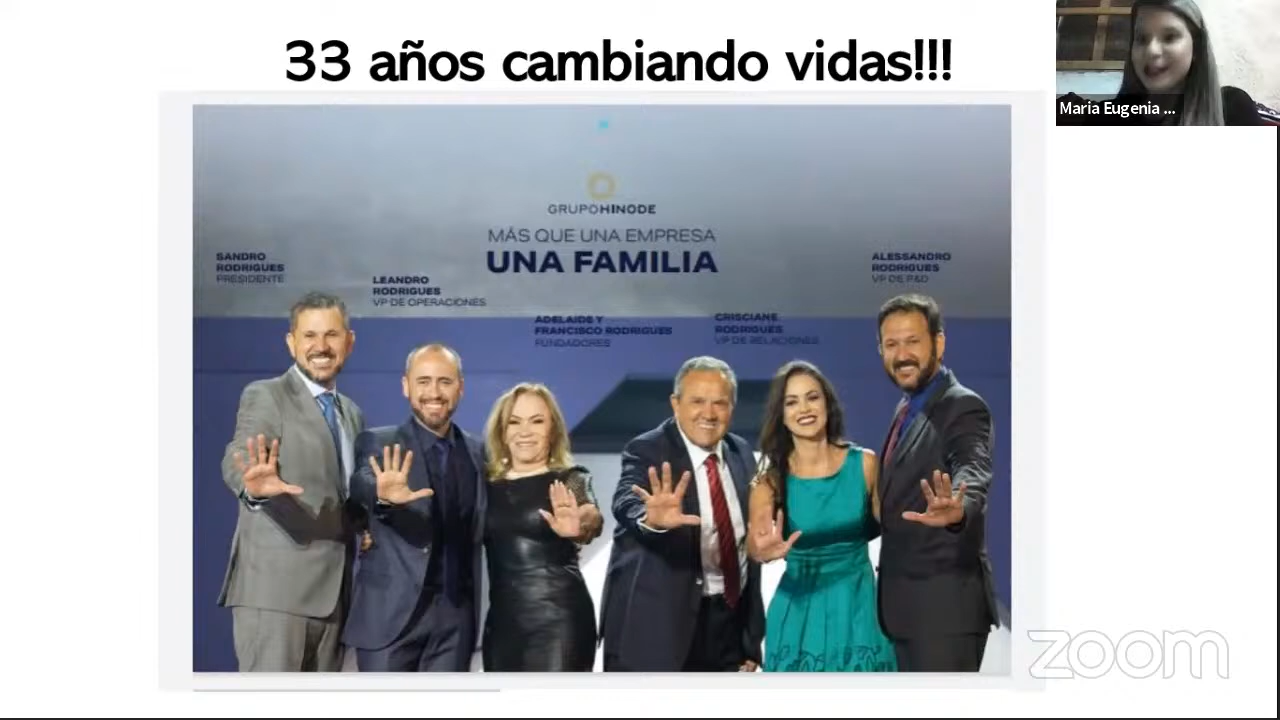 33 años cambiando vidas!!!
Maria Eugenia ...
GRUPOHINODE
MÁS QUE UNA EMPRESA
UNA FAMILIA
SANDRO
RODRIGUES
PRESIDENTE
LEANDRO
RODRIGUES
VP DE OPERACIONES
ADELAIDE Y
FRANCISCO RODRIGUES
FUNDADORES
CRISCIANE
RODRIGUES
VP DE RELACIONES
ALESSANDRO
RODRIGUES
VP DE P&D
zoom